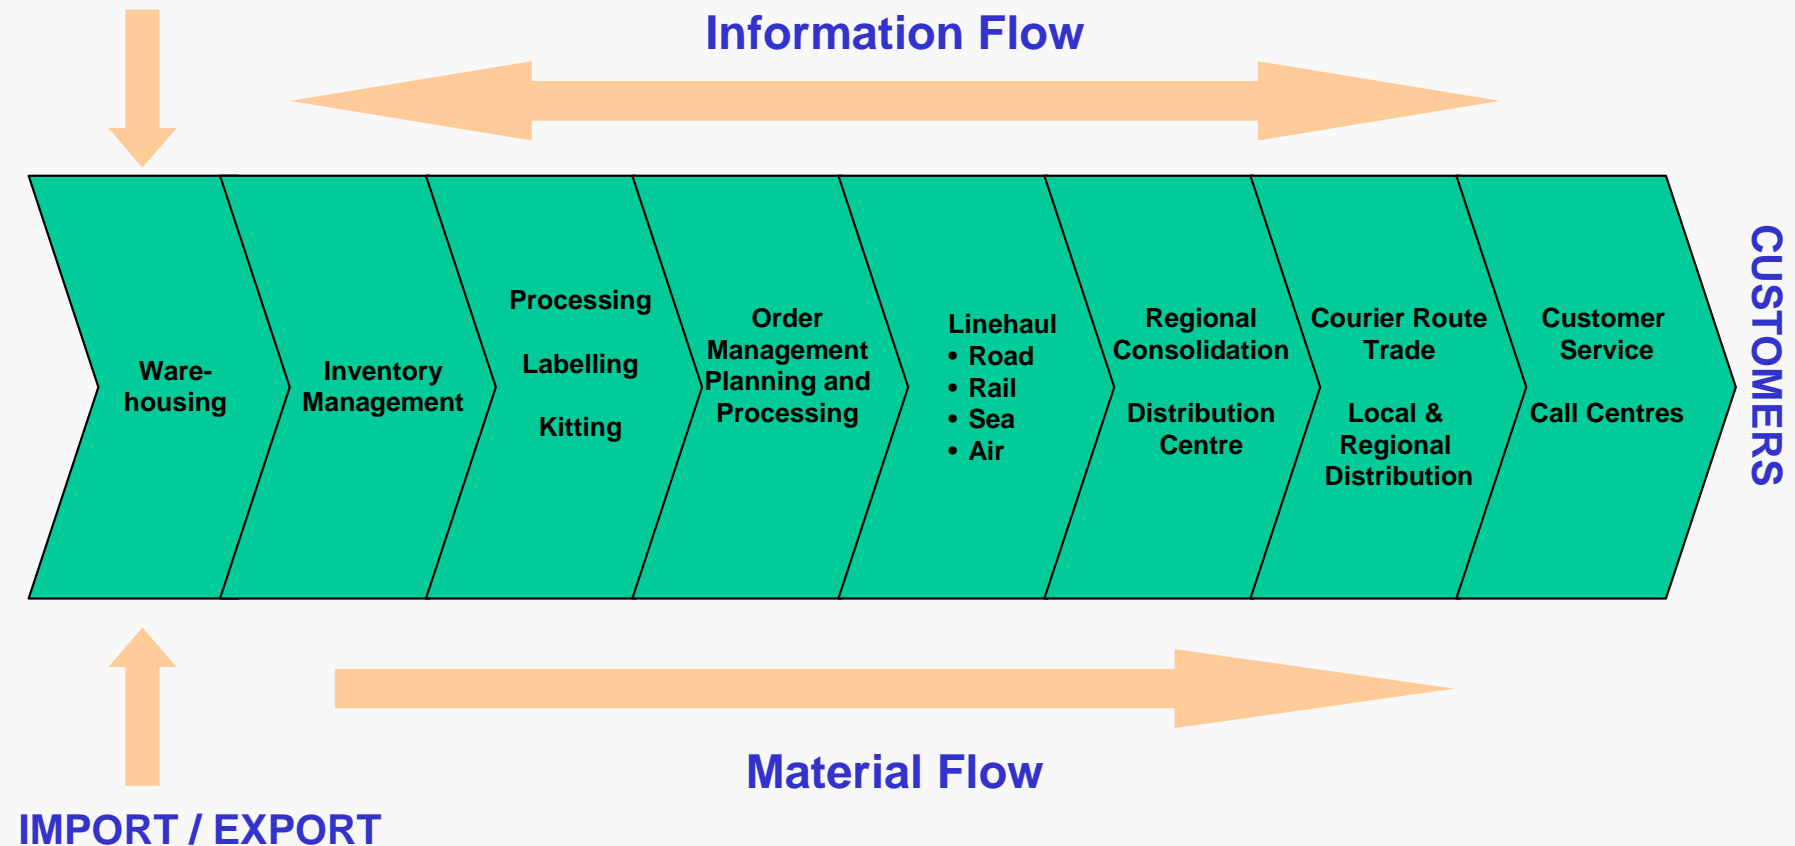 Information Flow
Ware-
housing
Inventory
Management
Processing
Labelling
Kitting
Order
Management
Planning and
Processing
Linehaul
• Road
• Rail
• Sea
• Air
Regional
Consolidation
Distribution
Centre
Courier Route
Trade
Local &
Regional
Distribution
Customer
Service
Call Centres
CUSTOMERS
Material Flow
IMPORT / EXPORT